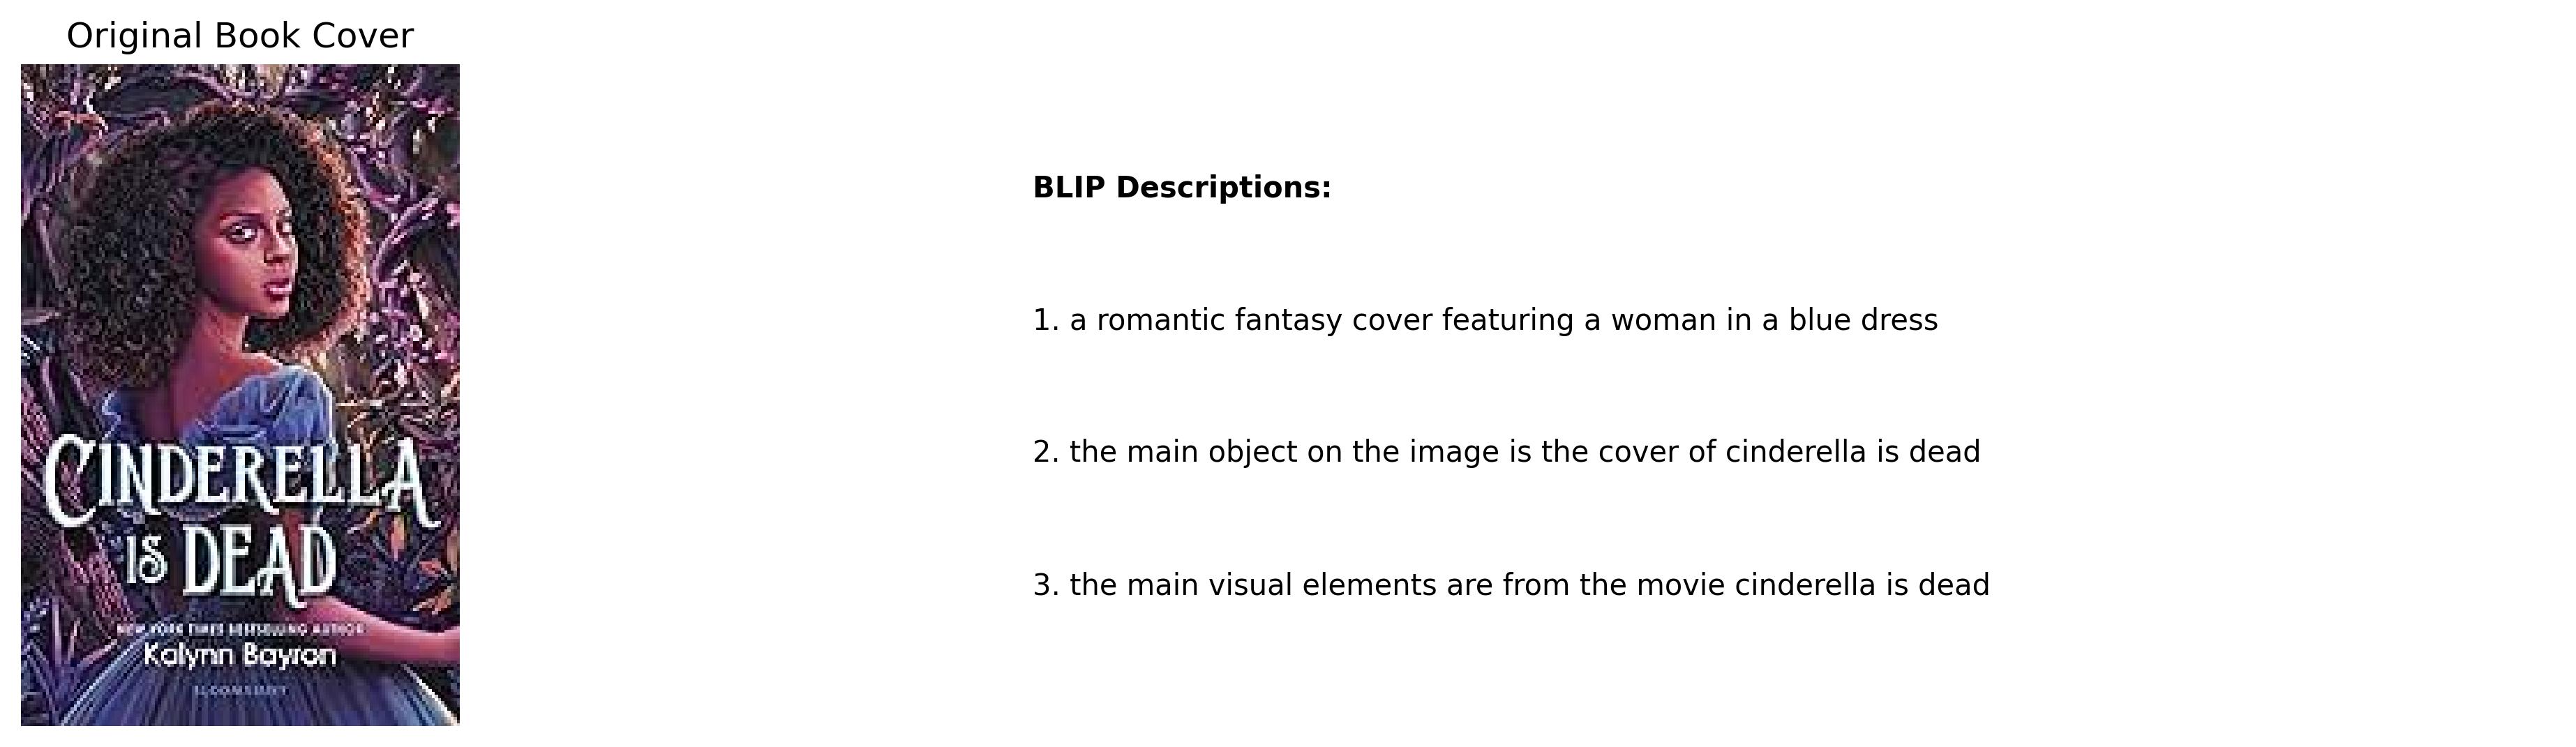 Original Book Cover
CINDERELLA
IS DEAD
NEW YORK TIMES BESTSELLING AUTHOR
Kalynn Bayron
BLOOMSBURY
BLIP Descriptions:
1. a romantic fantasy cover featuring a woman in a blue dress
2. the main object on the image is the cover of cinderella is dead
3. the main visual elements are from the movie cinderella is dead